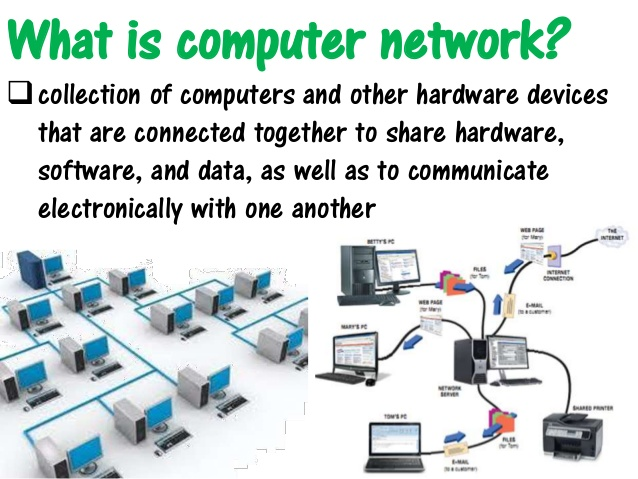 What is computer network?
collection of computers and other hardware devices
that are connected together to share hardware,
software, and data, as well as to communicate
electronically with one another
BETTY'S PC
FILES
(for Tom)
WEB PAGE
(for Mary)
THE
INTERNET
INTERNET
CONNECTION
WEB PAGE
(for Mary)
E-MAIL
(to a customer)
MARY'S PC
NETWORK
SERVER
TOM'S PC
FILES
(for Tom)
E-MAIL
(to a customer)
SHARED PRINTER